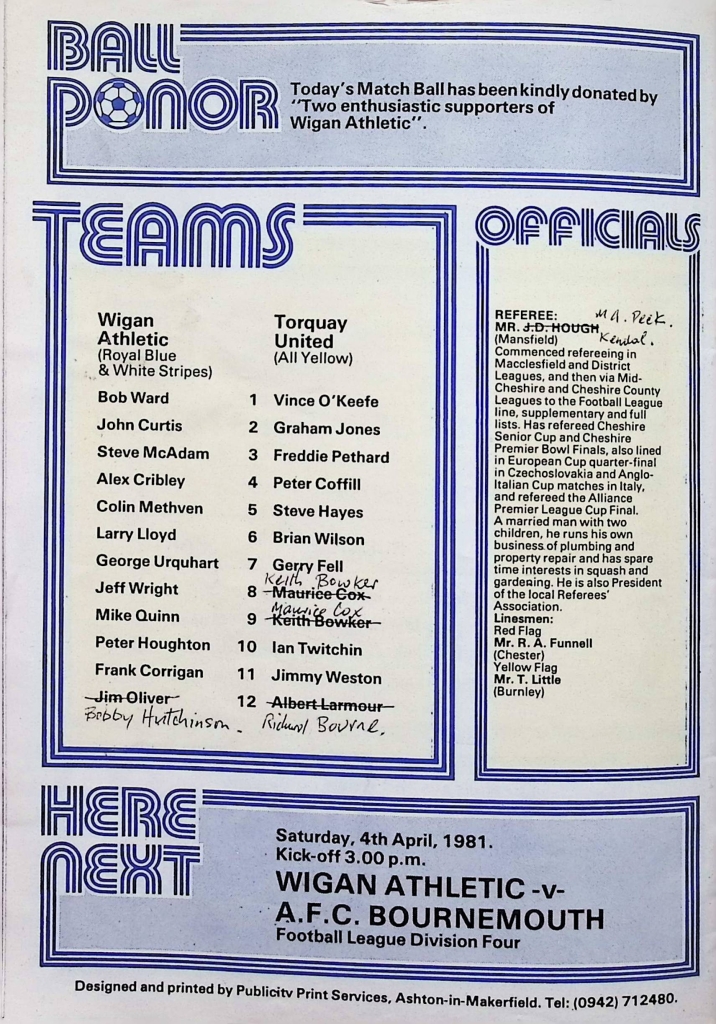 BALL
DONOR
Today's Match Ball has been kindly donated by
"Two enthusiastic supporters of
Wigan Athletic".
TEAMS
Wigan
Athletic
(Royal Blue
& White Stripes)
Torquay
United
(All Yellow)
Bob Ward 1 Vince O'Keefe
John Curtis 2 Graham Jones
Steve McAdam 3 Freddie Pethard
Alex Cribley 4 Peter Coffill
Colin Methven 5 Steve Hayes
Larry Lloyd 6 Brian Wilson
George Urquhart 7 Gerry Fell
Keith Bowker
Jeff Wright 8 Maurice Cox
Maurice Cox
Mike Quinn 9 Keith Bowker
Peter Houghton 10 Ian Twitchin
Frank Corrigan 11 Jimmy Weston
Jim Oliver 12 Albert Larmour
Bobby Hutchinson. Richard Bourne.
OFFICIALS
REFEREE: M A. Peck.
MR. J.D. HOUGH Kendal.
(Mansfield)
Commenced refereeing in
Macclesfield and District
Leagues, and then via Mid-
Cheshire and Cheshire County
Leagues to the Football League
line, supplementary and full
lists. Has refereed Cheshire
Senior Cup and Cheshire
Premier Bowl Finals, also lined
in European Cup quarter-final
in Czechoslovakia and Anglo-
Italian Cup matches in Italy,
and refereed the Alliance
Premier League Cup Final.
A married man with two
children, he runs his own
business of plumbing and
property repair and has spare
time interests in squash and
gardening. He is also President
of the local Referees'
Association.
Linesmen:
Red Flag
Mr. R. A. Funnell
(Chester)
Yellow Flag
Mr. T. Little
(Burnley)
HERE
NEXT
Saturday, 4th April, 1981.
Kick-off 3.00 p.m.
WIGAN ATHLETIC -v-
A.F.C. BOURNEMOUTH
Football League Division Four
Designed and printed by Publicity Print Services, Ashton-in-Makerfield. Tel: (0942) 712480.